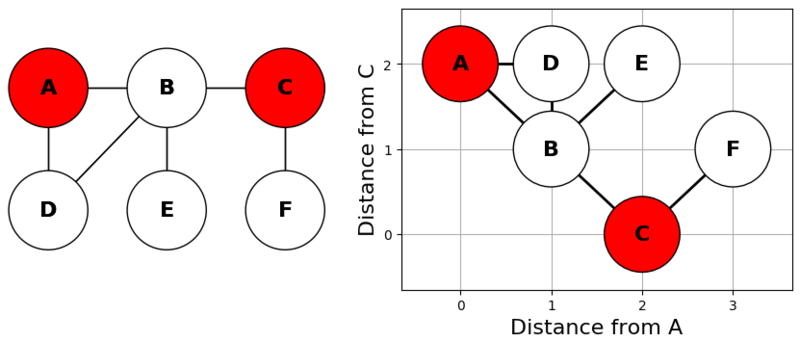 A B C
D E F
Distance from C
2
1
0
A D E
B F
C
0 1 2 3
Distance from A